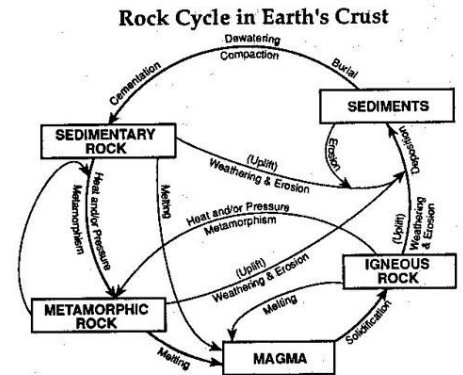 Rock Cycle in Earth's Crust
Dewatering
Compaction
Cementation
Burial
SEDIMENTS
SEDIMENTARY
ROCK
Erosion
Deposition
(Uplift)
Weathering & Erosion
Heat and/or Pressure
Metamorphism
Melting
Heat and/or Pressure
Metamorphism
(Uplift)
Weathering
& Erosion
(Uplift)
Weathering & Erosion
IGNEOUS
ROCK
METAMORPHIC
ROCK
Melting
Solidification
Melting
MAGMA